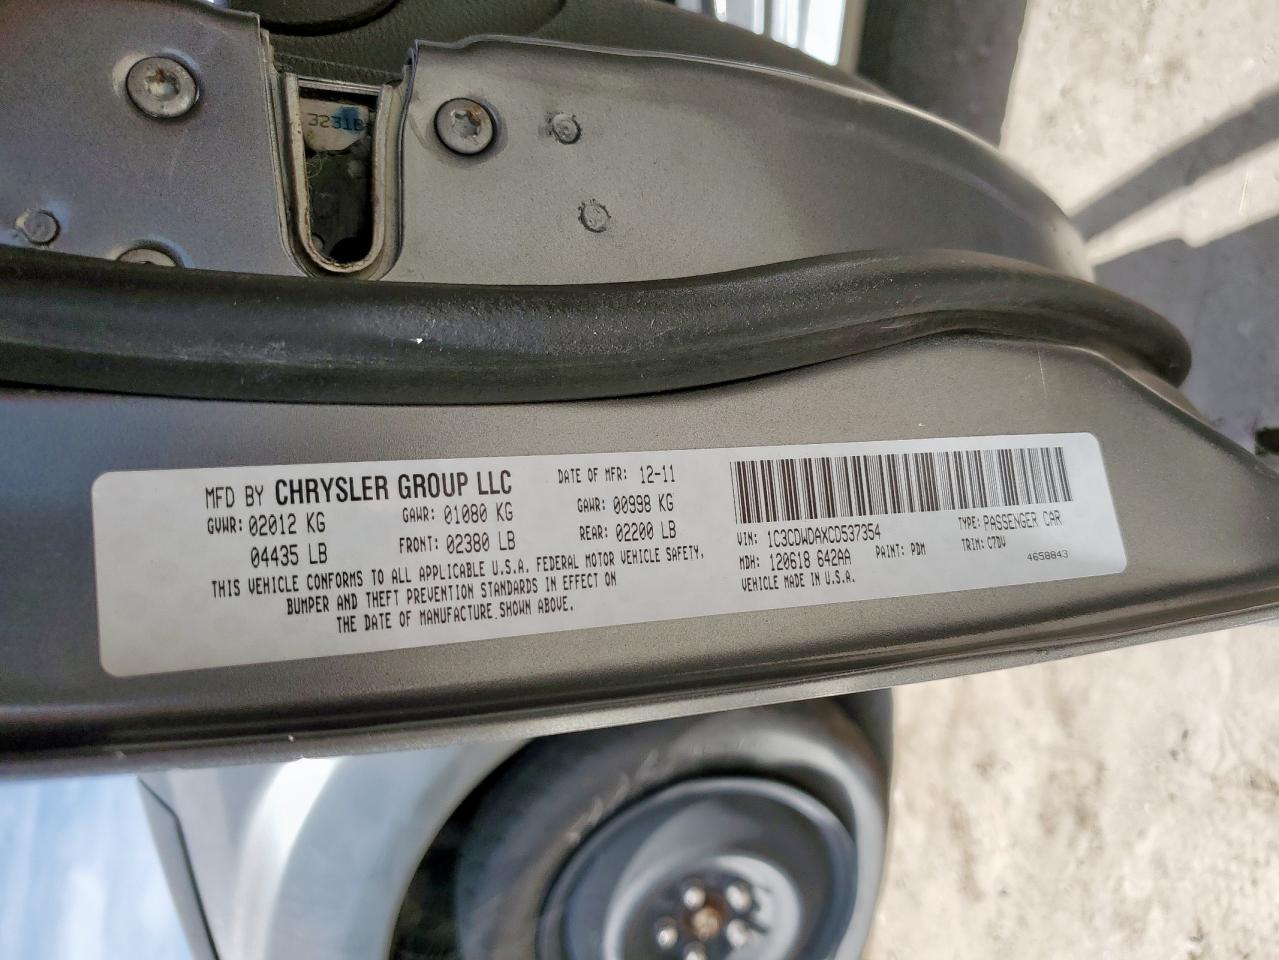 3231B
MFD BY CHRYSLER GROUP LLC DATE OF MFR: 12-11
GVWR: 02012 KG GAWR: 01080 KG GAWR: 00998 KG
04435 LB FRONT: 02380 LB REAR: 02200 LB
THIS VEHICLE CONFORMS TO ALL APPLICABLE U.S.A. FEDERAL MOTOR VEHICLE SAFETY,
BUMPER AND THEFT PREVENTION STANDARDS IN EFFECT ON
THE DATE OF MANUFACTURE SHOWN ABOVE.
VIN: 1C3CDWDAXCD537354 TYPE: PASSENGER CAR
MDH: 120618 642AA PAINT: PDM TRIM: C7DV
VEHICLE MADE IN U.S.A. 4658843